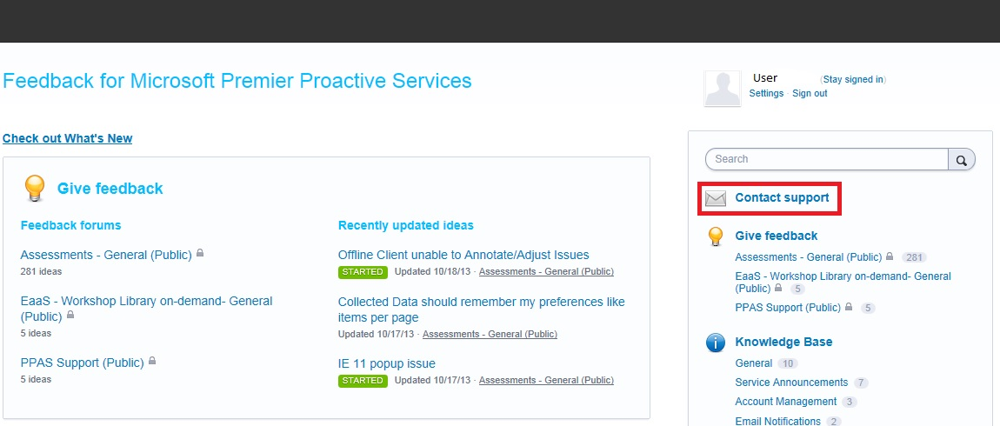 Feedback for Microsoft Premier Proactive Services
User (Stay signed in)
Settings · Sign out
Check out What's New
Give feedback
Feedback forums
Assessments - General (Public)
281 ideas
EaaS - Workshop Library on-demand- General
(Public)
5 ideas
PPAS Support (Public)
5 ideas
Recently updated ideas
Offline Client unable to Annotate/Adjust Issues
STARTED Updated 10/18/13 · Assessments - General (Public)
Collected Data should remember my preferences like
items per page
Updated 10/17/13 · Assessments - General (Public)
IE 11 popup issue
STARTED Updated 10/17/13 · Assessments - General (Public)
Search
Contact support
Give feedback
Assessments - General (Public) 281
EaaS - Workshop Library on-demand- General
(Public) 5
PPAS Support (Public) 5
Knowledge Base
General 10
Service Announcements 7
Account Management 3
Email Notifications 2